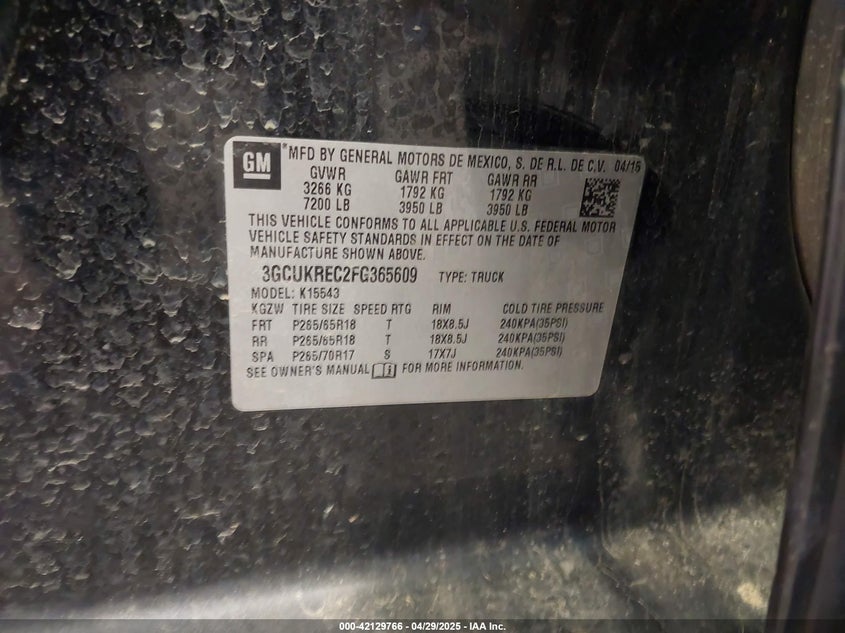 GM
*MFD BY GENERAL MOTORS DE MEXICO, S. DE R.L. DE C.V. 04/15
GVWR GAWR FRT GAWR RR
3266 KG 1792 KG 1792 KG
7200 LB 3950 LB 3950 LB
THIS VEHICLE CONFORMS TO ALL APPLICABLE U.S. FEDERAL MOTOR
VEHICLE SAFETY STANDARDS IN EFFECT ON THE DATE OF
MANUFACTURE SHOWN ABOVE.
3GCUKREC2FG365609 TYPE: TRUCK
MODEL: K15543
KGZW TIRE SIZE SPEED RTG RIM COLD TIRE PRESSURE
FRT P265/65R18 T 18X8.5J 240KPA(35PSI)
RR P265/65R18 T 18X8.5J 240KPA(35PSI)
SPA P265/70R17 S 17X7J 240KPA(35PSI)
SEE OWNER'S MANUAL FOR MORE INFORMATION.
000-42129766 - 04/29/2025 - IAA Inc.